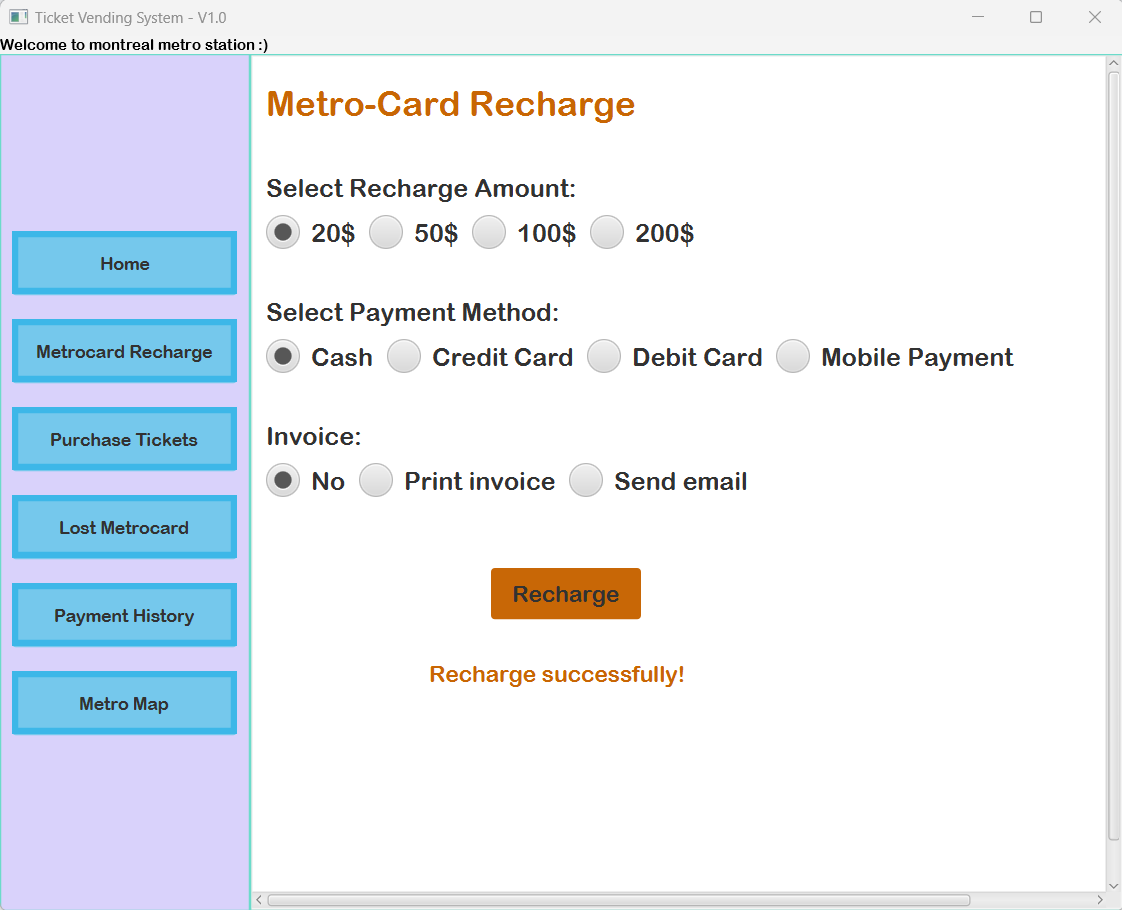 Ticket Vending System - V1.0
Welcome to montreal metro station :)
Home
Metrocard Recharge
Purchase Tickets
Lost Metrocard
Payment History
Metro Map
Metro-Card Recharge
Select Recharge Amount:
20$ 50$ 100$ 200$
Select Payment Method:
Cash Credit Card Debit Card Mobile Payment
Invoice:
No Print invoice Send email
Recharge
Recharge successfully!